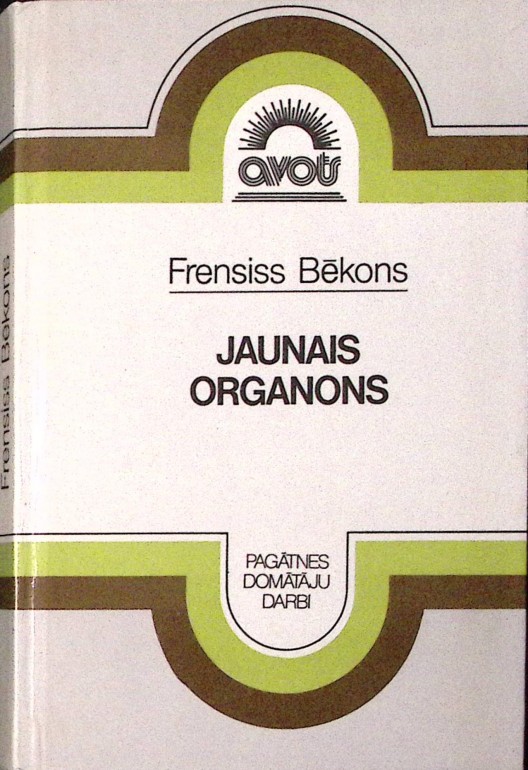 avots
Frensiss Bēkons
JAUNAIS
ORGANONS
PAGĀTNES
DOMĀTĀJU
DARBI
Frensiss Bēkons